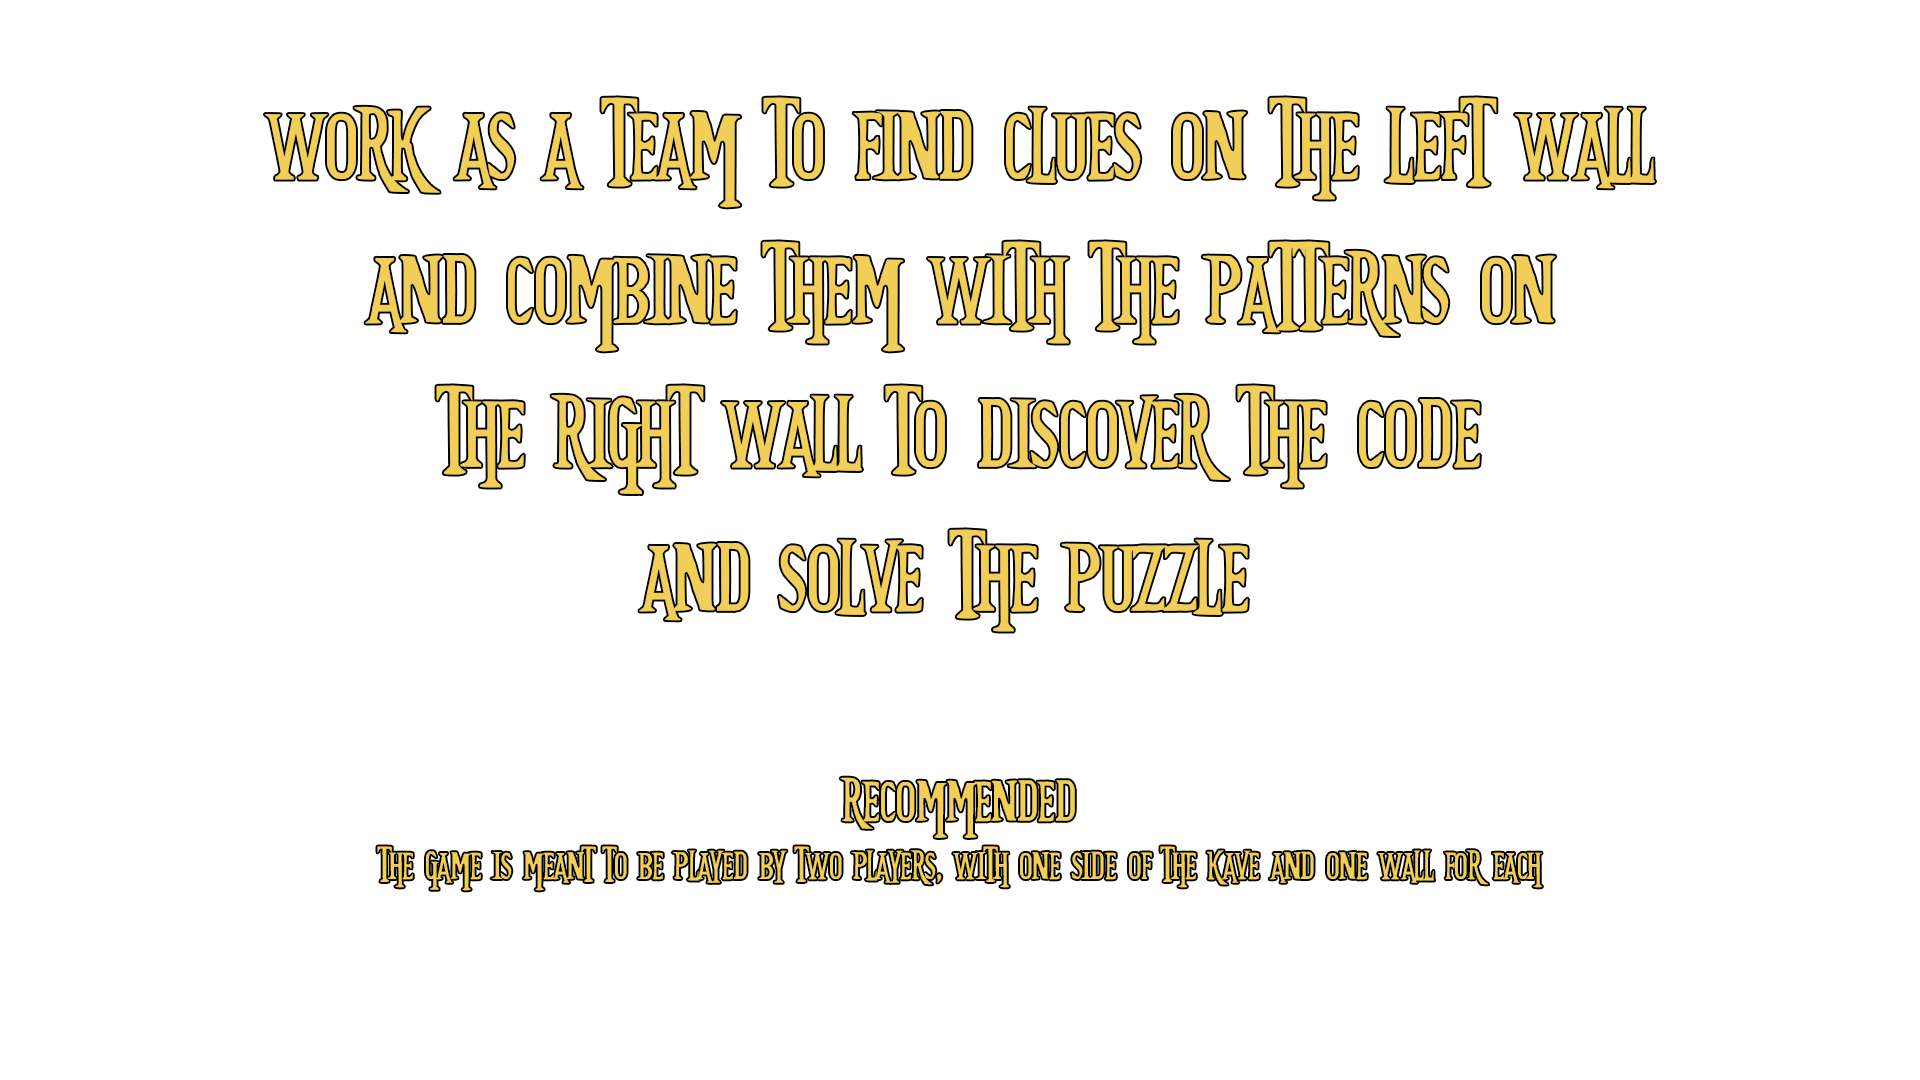 WORK AS A TEAM TO FIND CLUES ON THE LEFT WALL
AND COMBINE THEM WITH THE PATTERNS ON
THE RIGHT WALL TO DISCOVER THE CODE
AND SOLVE THE PUZZLE
RECOMMENDED
THE GAME IS MEANT TO BE PLAYED BY TWO PLAYERS, WITH ONE SIDE OF THE KAVE AND ONE WALL FOR EACH